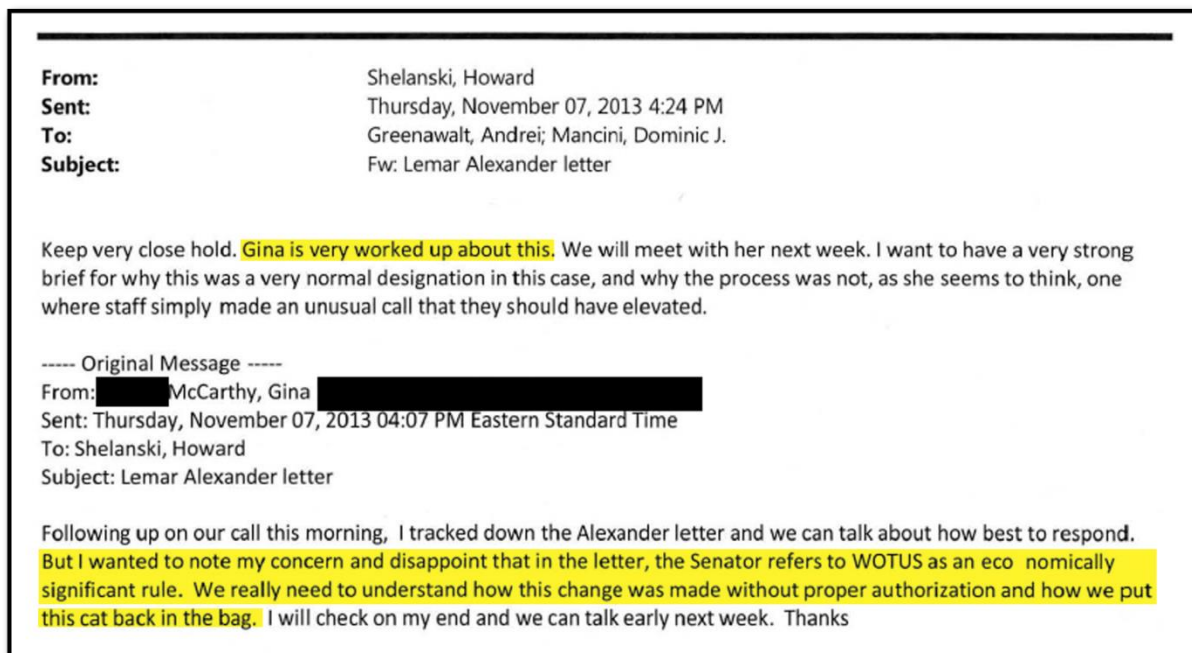 From: Shelanski, Howard
Sent: Thursday, November 07, 2013 4:24 PM
To: Greenawalt, Andrei; Mancini, Dominic J.
Subject: Fw: Lemar Alexander letter
Keep very close hold. Gina is very worked up about this. We will meet with her next week. I want to have a very strong
brief for why this was a very normal designation in this case, and why the process was not, as she seems to think, one
where staff simply made an unusual call that they should have elevated.
----- Original Message -----
From: McCarthy, Gina
Sent: Thursday, November 07, 2013 04:07 PM Eastern Standard Time
To: Shelanski, Howard
Subject: Lemar Alexander letter
Following up on our call this morning, I tracked down the Alexander letter and we can talk about how best to respond.
But I wanted to note my concern and disappoint that in the letter, the Senator refers to WOTUS as an eco nomically
significant rule. We really need to understand how this change was made without proper authorization and how we put
this cat back in the bag. I will check on my end and we can talk early next week. Thanks